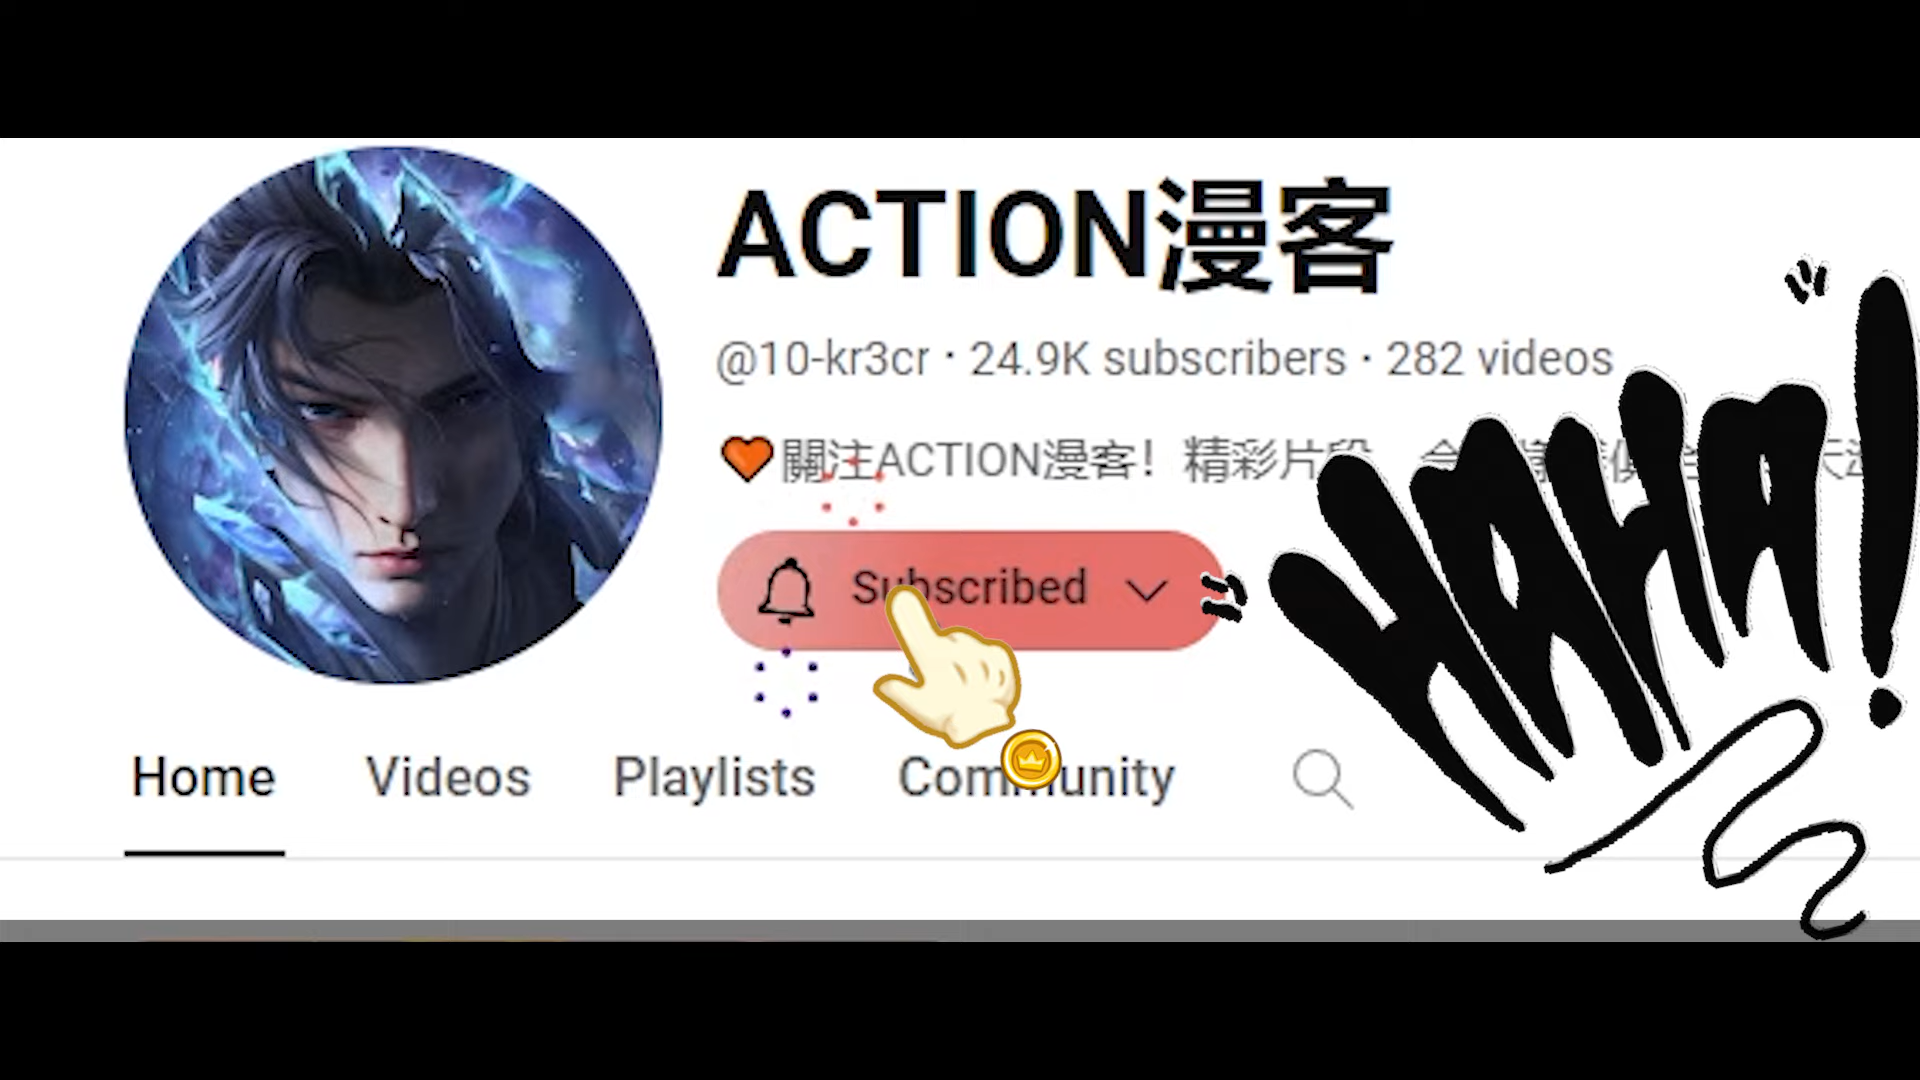 ACTION漫客
@10-kr3cr · 24.9K subscribers · 282 videos
關注ACTION漫客！精彩片段
Subscribed
HAHA!
Home Videos Playlists Community